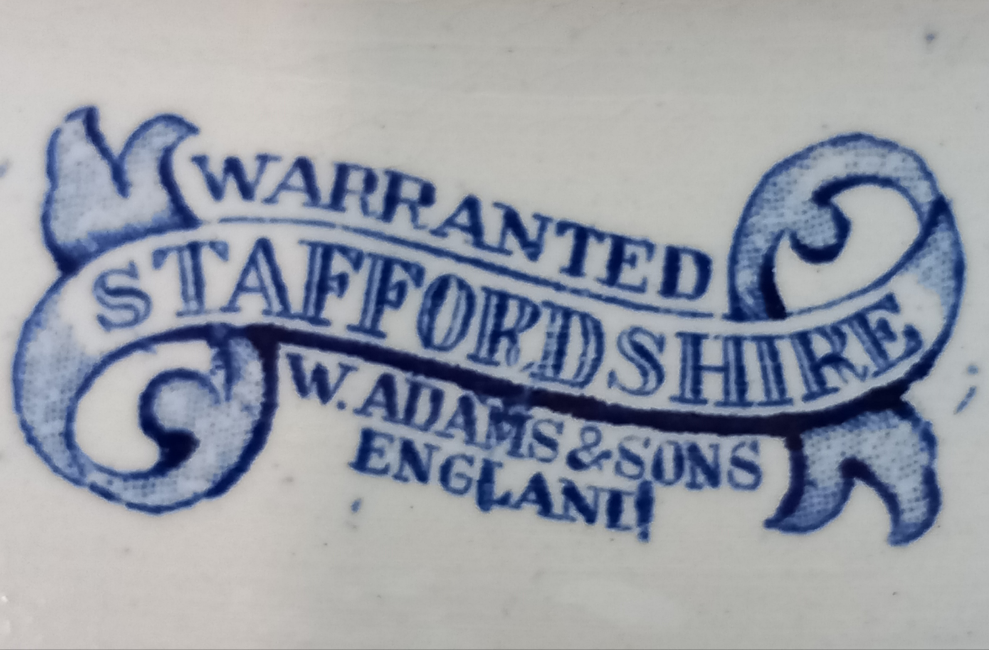 WARRANTED
STAFFORDSHIRE
W. ADAMS & SONS
ENGLAND